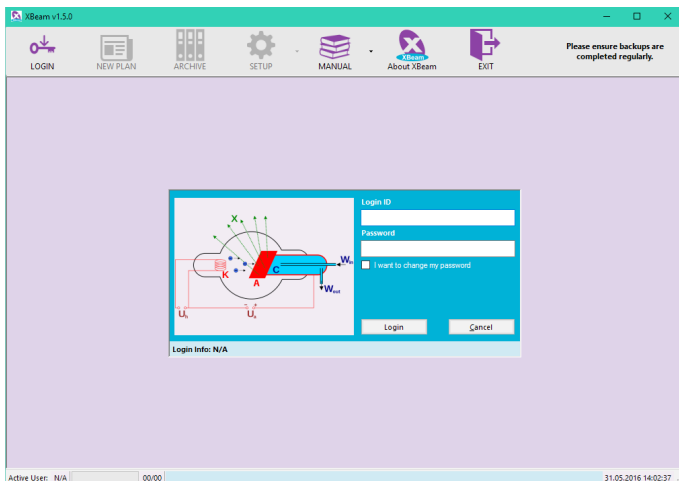 XBeam v1.5.0
LOGIN
NEW PLAN
ARCHIVE
SETUP
MANUAL
XBeam
About XBeam
EXIT
Please ensure backups are
completed regularly.
Login ID
Password
I want to change my password
X
K
A
C
Win
Wout
Uh
Ua
Login
Cancel
Login Info: N/A
Active User: N/A
00/00
31.05.2016 14:02:37